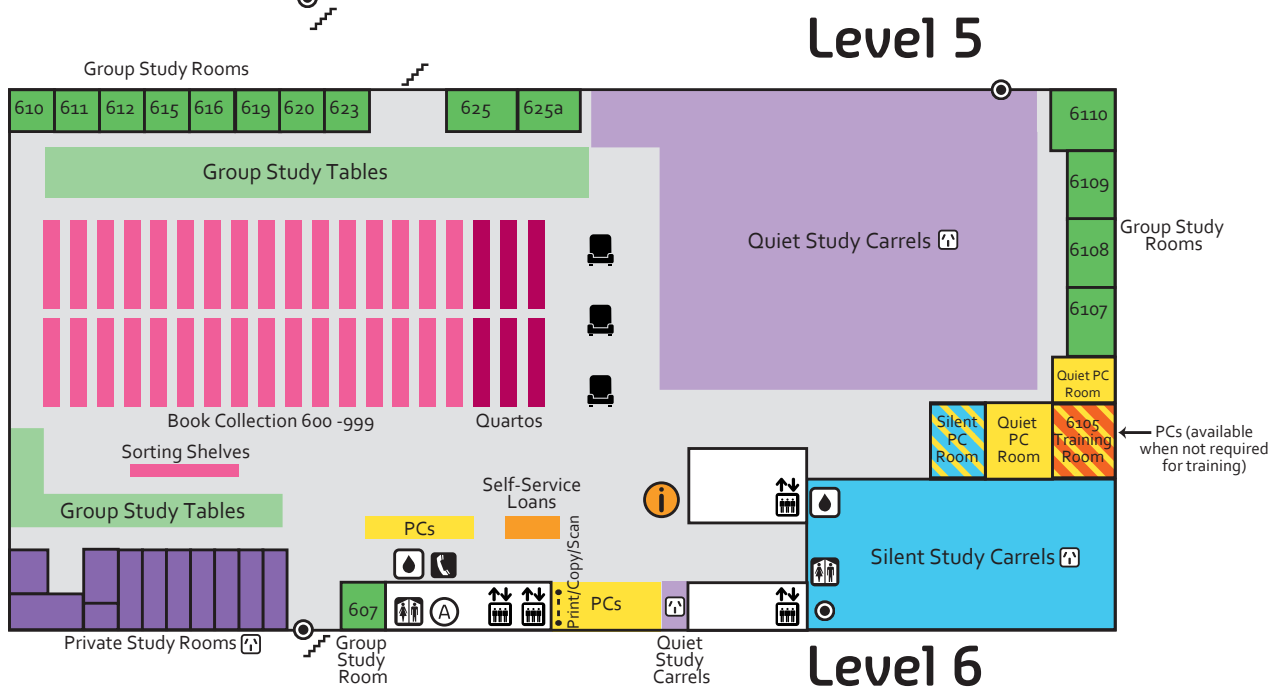 Level 5
Group Study Rooms
610
611
612
615
616
619
620
623
625
625a
6110
Group Study Tables
6109
Quiet Study Carrels
Group Study
Rooms
6108
6107
Quiet PC
Room
Book Collection 600 -999
Quartos
Silent
PC
Room
Quiet
PC
Room
6105
Training
Room
PCs (available
when not required
for training)
Sorting Shelves
Self-Service
Loans
i
Group Study Tables
PCs
Print/Copy/Scan
Silent Study Carrels
607
A
PCs
Private Study Rooms
Group
Study
Room
Quiet
Study
Carrels
Level 6